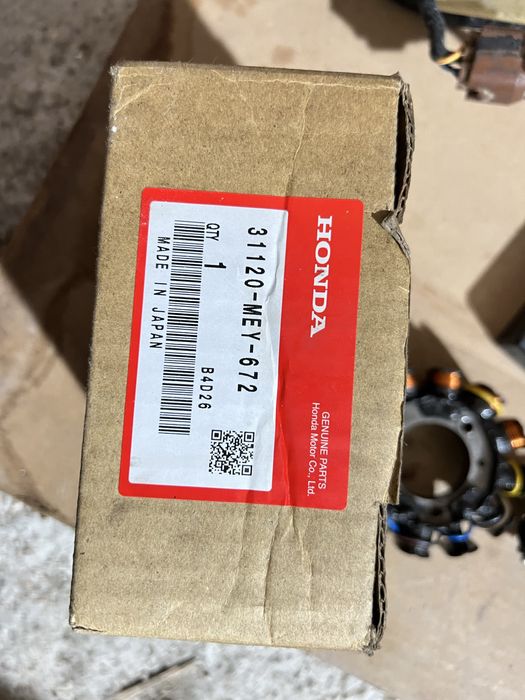 HONDA
GENUINE PARTS
Honda Motor Co., Ltd.
31120-MEY-672
QTY 1 B4D26
MADE IN JAPAN